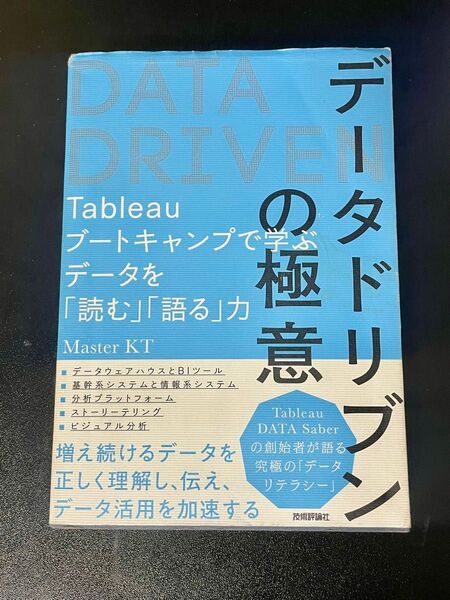 DATA
DRIVEN
データドリブン
の極意
Tableau
ブートキャンプで学ぶ
データを
「読む」「語る」力
Master KT
■ データウェアハウスとBIツール
■ 基幹系システムと情報系システム
■ 分析プラットフォーム
■ ストーリーテリング
■ ビジュアル分析
Tableau
DATA Saber
の創始者が語る
究極の「データ
リテラシー」
増え続けるデータを
正しく理解し、伝え、
データ活用を加速する
技術評論社